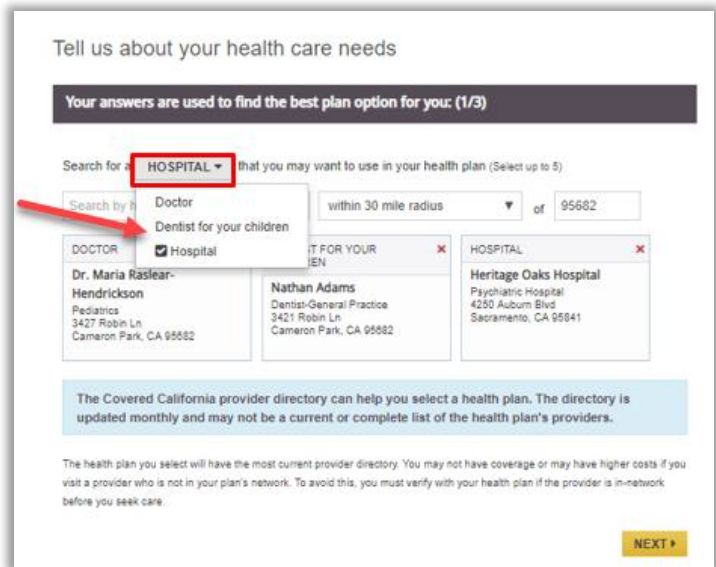 Tell us about your health care needs
Your answers are used to find the best plan option for you: (1/3)
Search for a HOSPITAL that you may want to use in your health plan (Select up to 5)
Search by h within 30 mile radius of 95682
Doctor
Dentist for your children
Hospital
DOCTOR
Dr. Maria Raslear-
Hendrickson
Pediatrics
3427 Robin Ln
Cameron Park, CA 95682
T FOR YOUR
EN
Nathan Adams
Dentist-General Practice
3421 Robin Ln
Cameron Park, CA 95682
HOSPITAL
Heritage Oaks Hospital
Psychiatric Hospital
4250 Auburn Blvd
Sacramento, CA 95841
The Covered California provider directory can help you select a health plan. The directory is
updated monthly and may not be a current or complete list of the health plan's providers.
The health plan you select will have the most current provider directory. You may not have coverage or may have higher costs if you
visit a provider who is not in your plan's network. To avoid this, you must verify with your health plan if the provider is in-network
before you seek care.
NEXT